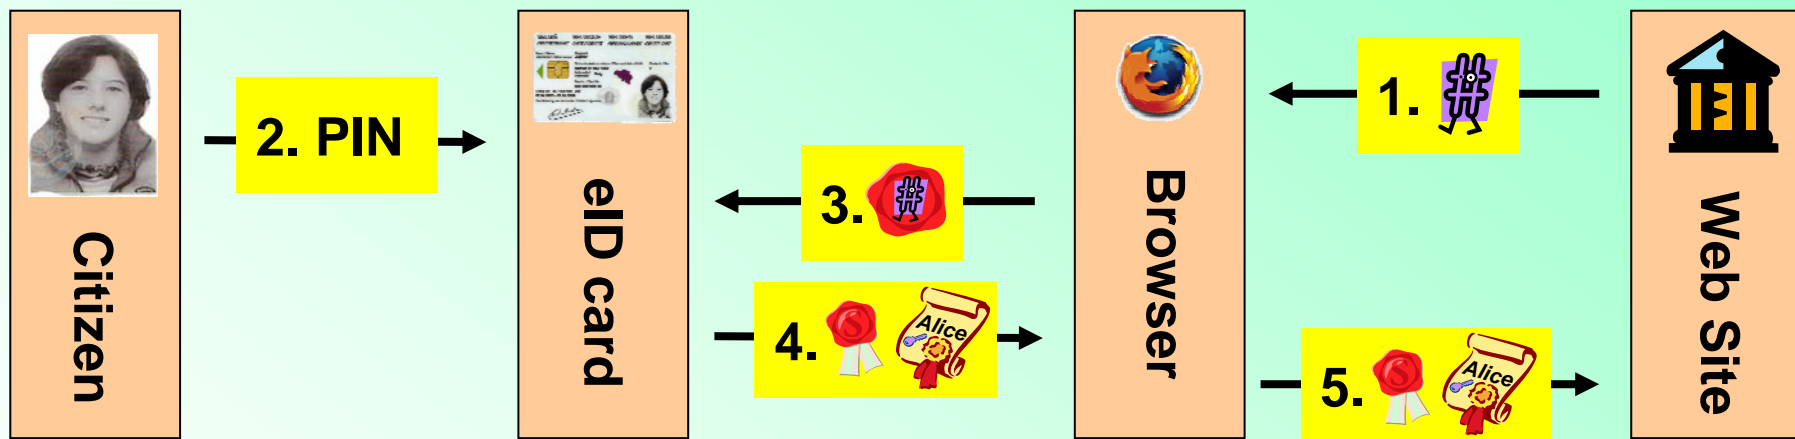 Citizen
2. PIN
eID card
3. #
4. S Alice
Browser
1. #
5. S Alice
Web Site